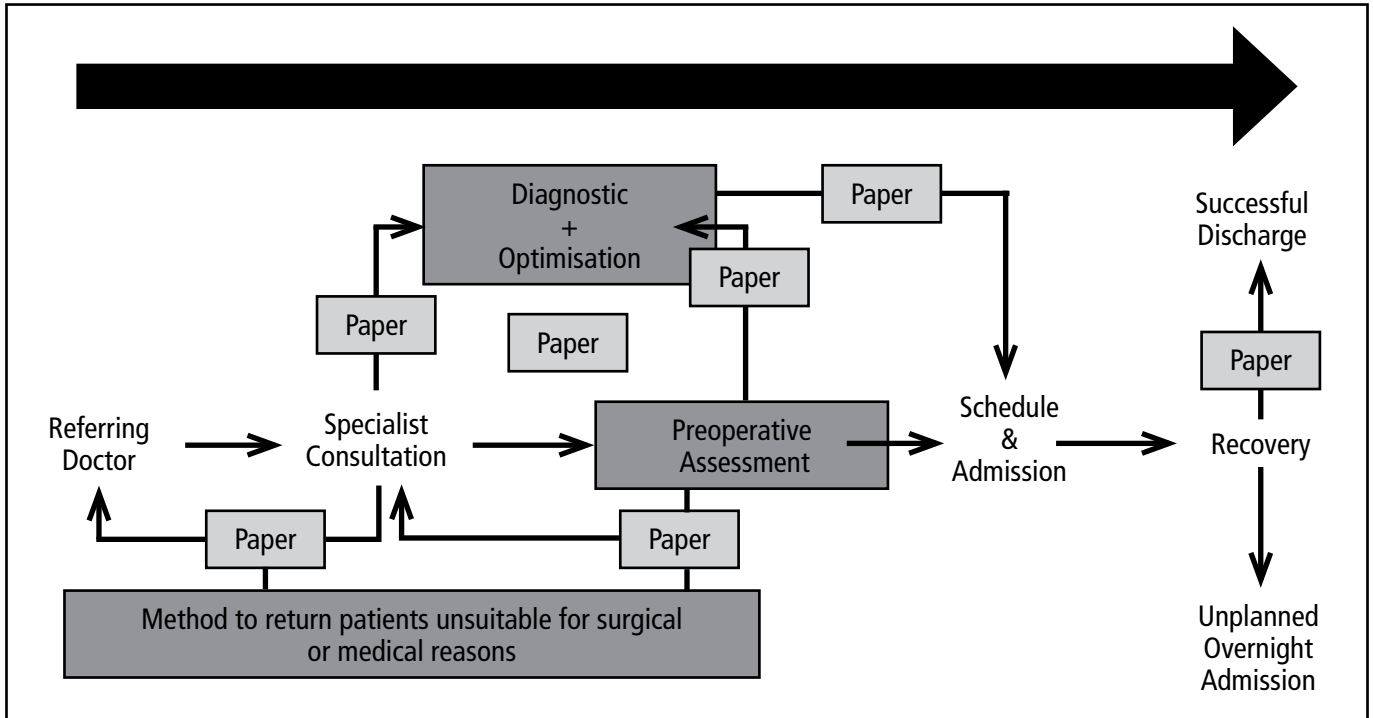 Diagnostic
+
Optimisation
Paper
Paper
Paper
Paper
Successful
Discharge
Paper
Referring
Doctor
Specialist
Consultation
Preoperative
Assessment
Schedule
&
Admission
Recovery
Paper
Paper
Method to return patients unsuitable for surgical
or medical reasons
Unplanned
Overnight
Admission